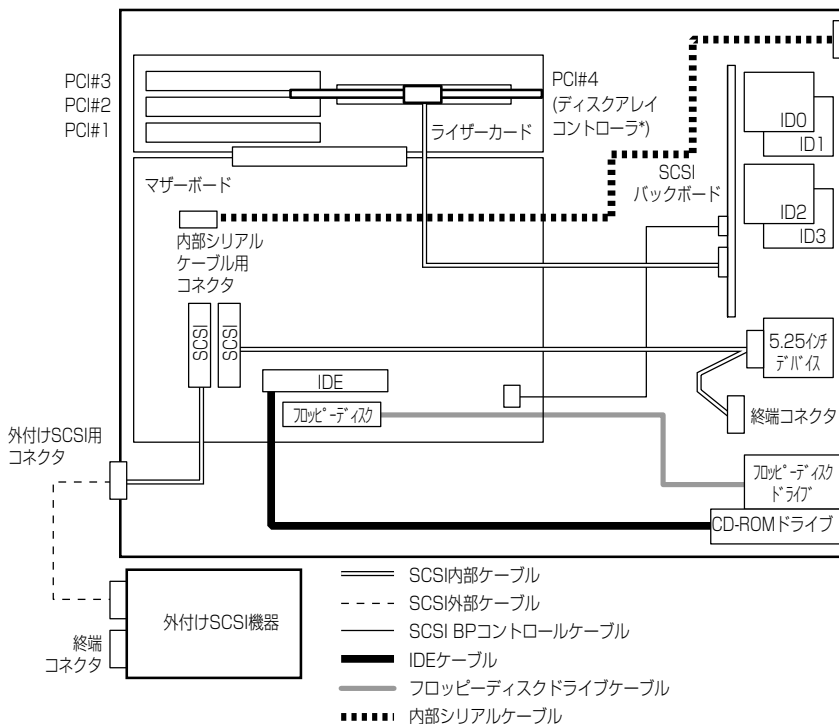 PCI#3
PCI#2
PCI#1
PCI#4
(ディスクアレイ
コントローラ*)
ライザーカード
マザーボード
SCSI
バックボード
ID0
ID1
ID2
ID3
内部シリアル
ケーブル用
コネクタ
SCSI
SCSI
5.25インチ
デバイス
IDE
フロッピーディスク
終端コネクタ
外付けSCSI用
コネクタ
フロッピーディスク
ドライブ
CD-ROMドライブ
外付けSCSI機器
終端
コネクタ
SCSI内部ケーブル
SCSI外部ケーブル
SCSI BPコントロールケーブル
IDEケーブル
フロッピーディスクドライブケーブル
内部シリアルケーブル